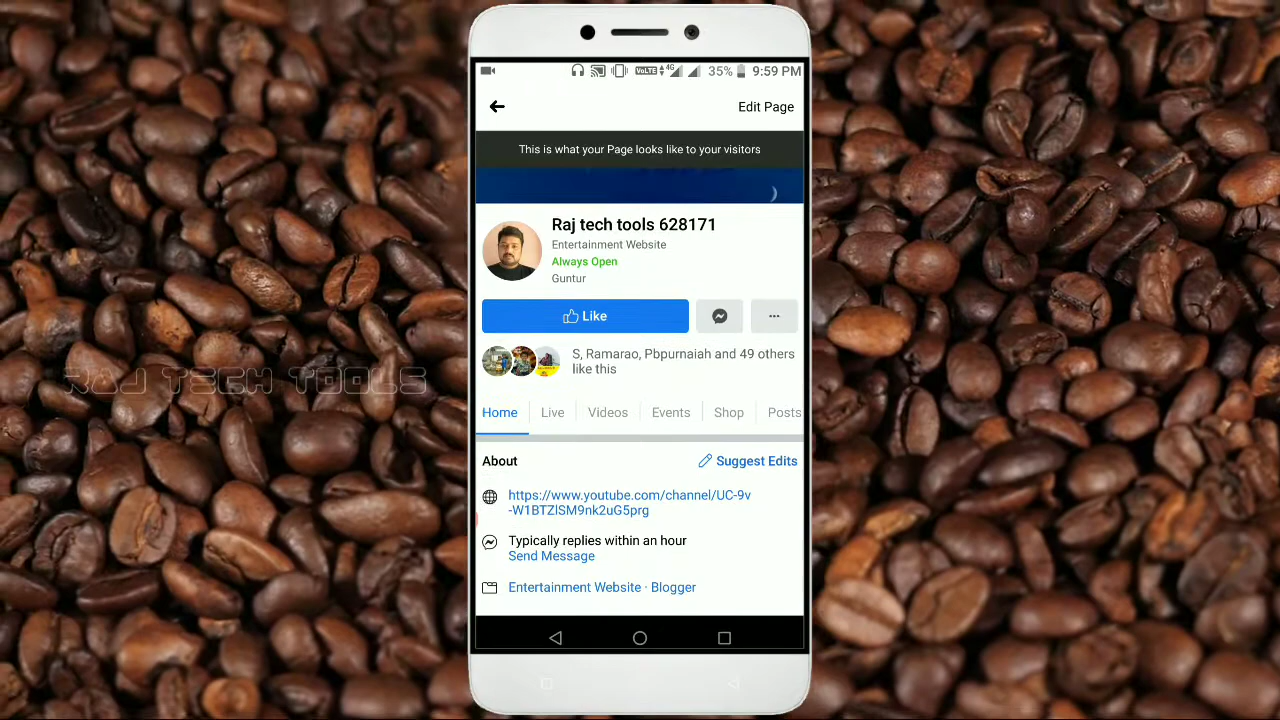 VoLTE 4G 35% 9:59 PM
Edit Page
This is what your Page looks like to your visitors
Raj tech tools 628171
Entertainment Website
Always Open
Guntur
Like
S, Ramarao, Pbpurnaiah and 49 others
like this
Home Live Videos Events Shop Posts
About Suggest Edits
https://www.youtube.com/channel/UC-9v
-W1BTZlSM9nk2uG5prg
Typically replies within an hour
Send Message
Entertainment Website · Blogger
RAJ TECH TOOLS